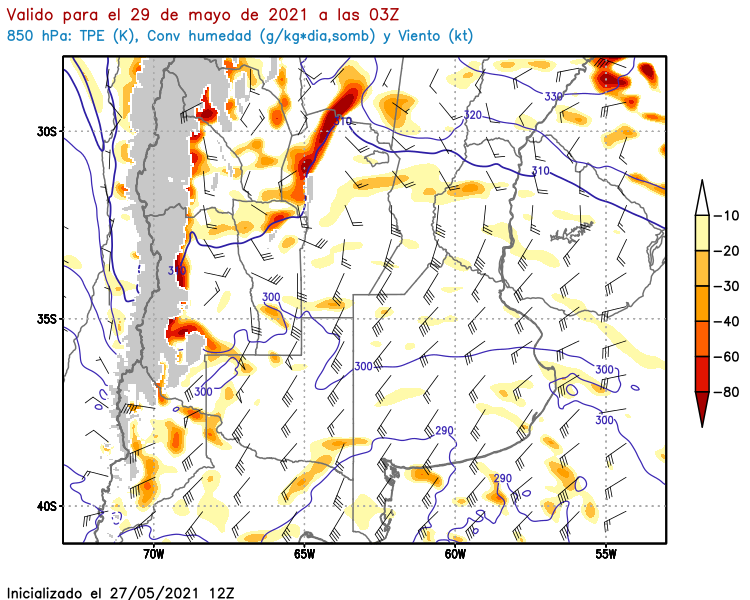 Valido para el 29 de mayo de 2021 a las 03Z
850 hPa: TPE (K), Conv humedad (g/kg*dia,somb) y Viento (kt)
330
320
30S
310
310
-10
-20
-30
-40
-60
-80
300
35S
300
300
300
300
290
290
40S
70W 65W 60W 55W
Inicializado el 27/05/2021 12Z